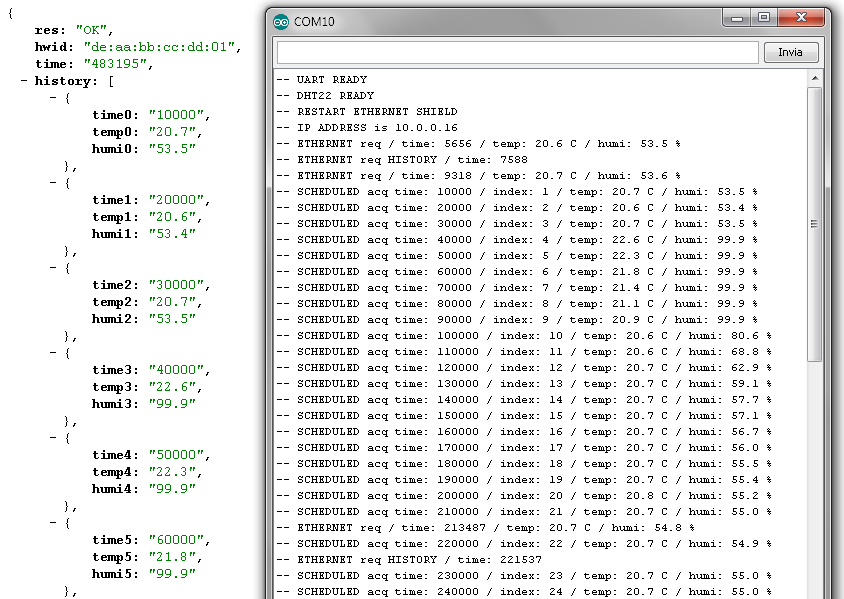 {
res: "OK",
hwid: "de:aa:bb:cc:dd:01",
time: "483195",
- history: [
- {
time0: "10000",
temp0: "20.7",
humi0: "53.5"
},
- {
time1: "20000",
temp1: "20.6",
humi1: "53.4"
},
- {
time2: "30000",
temp2: "20.7",
humi2: "53.5"
},
- {
time3: "40000",
temp3: "22.6",
humi3: "99.9"
},
- {
time4: "50000",
temp4: "22.3",
humi4: "99.9"
},
- {
time5: "60000",
temp5: "21.8",
humi5: "99.9"
},
COM10
Invia
-- UART READY
-- DHT22 READY
-- RESTART ETHERNET SHIELD
-- IP ADDRESS is 10.0.0.16
-- ETHERNET req / time: 5656 / temp: 20.6 C / humi: 53.5 %
-- ETHERNET req HISTORY / time: 7588
-- ETHERNET req / time: 9318 / temp: 20.7 C / humi: 53.6 %
-- SCHEDULED acq time: 10000 / index: 1 / temp: 20.7 C / humi: 53.5 %
-- SCHEDULED acq time: 20000 / index: 2 / temp: 20.6 C / humi: 53.4 %
-- SCHEDULED acq time: 30000 / index: 3 / temp: 20.7 C / humi: 53.5 %
-- SCHEDULED acq time: 40000 / index: 4 / temp: 22.6 C / humi: 99.9 %
-- SCHEDULED acq time: 50000 / index: 5 / temp: 22.3 C / humi: 99.9 %
-- SCHEDULED acq time: 60000 / index: 6 / temp: 21.8 C / humi: 99.9 %
-- SCHEDULED acq time: 70000 / index: 7 / temp: 21.4 C / humi: 99.9 %
-- SCHEDULED acq time: 80000 / index: 8 / temp: 21.1 C / humi: 99.9 %
-- SCHEDULED acq time: 90000 / index: 9 / temp: 20.9 C / humi: 99.9 %
-- SCHEDULED acq time: 100000 / index: 10 / temp: 20.6 C / humi: 80.6 %
-- SCHEDULED acq time: 110000 / index: 11 / temp: 20.6 C / humi: 68.8 %
-- SCHEDULED acq time: 120000 / index: 12 / temp: 20.7 C / humi: 62.9 %
-- SCHEDULED acq time: 130000 / index: 13 / temp: 20.7 C / humi: 59.1 %
-- SCHEDULED acq time: 140000 / index: 14 / temp: 20.7 C / humi: 57.7 %
-- SCHEDULED acq time: 150000 / index: 15 / temp: 20.7 C / humi: 57.1 %
-- SCHEDULED acq time: 160000 / index: 16 / temp: 20.7 C / humi: 56.7 %
-- SCHEDULED acq time: 170000 / index: 17 / temp: 20.7 C / humi: 56.0 %
-- SCHEDULED acq time: 180000 / index: 18 / temp: 20.7 C / humi: 55.5 %
-- SCHEDULED acq time: 190000 / index: 19 / temp: 20.7 C / humi: 55.4 %
-- SCHEDULED acq time: 200000 / index: 20 / temp: 20.8 C / humi: 55.2 %
-- SCHEDULED acq time: 210000 / index: 21 / temp: 20.7 C / humi: 55.0 %
-- ETHERNET req / time: 213487 / temp: 20.7 C / humi: 54.8 %
-- SCHEDULED acq time: 220000 / index: 22 / temp: 20.7 C / humi: 54.9 %
-- ETHERNET req HISTORY / time: 221537
-- SCHEDULED acq time: 230000 / index: 23 / temp: 20.7 C / humi: 55.0 %
-- SCHEDULED acq time: 240000 / index: 24 / temp: 20.7 C / humi: 55.0 %